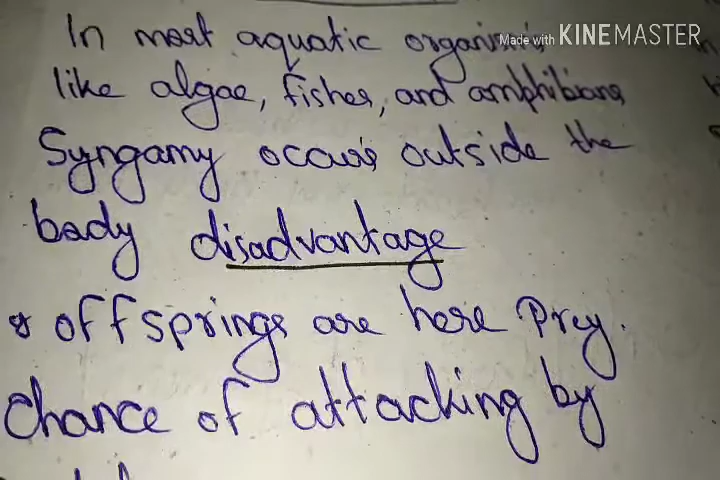 In most aquatic organisms
Made with KINEMASTER
like algae, fishes, and amphibians
Syngamy occurs outside the
body disadvantage
offsprings are here Prey.
Chance of attacking by